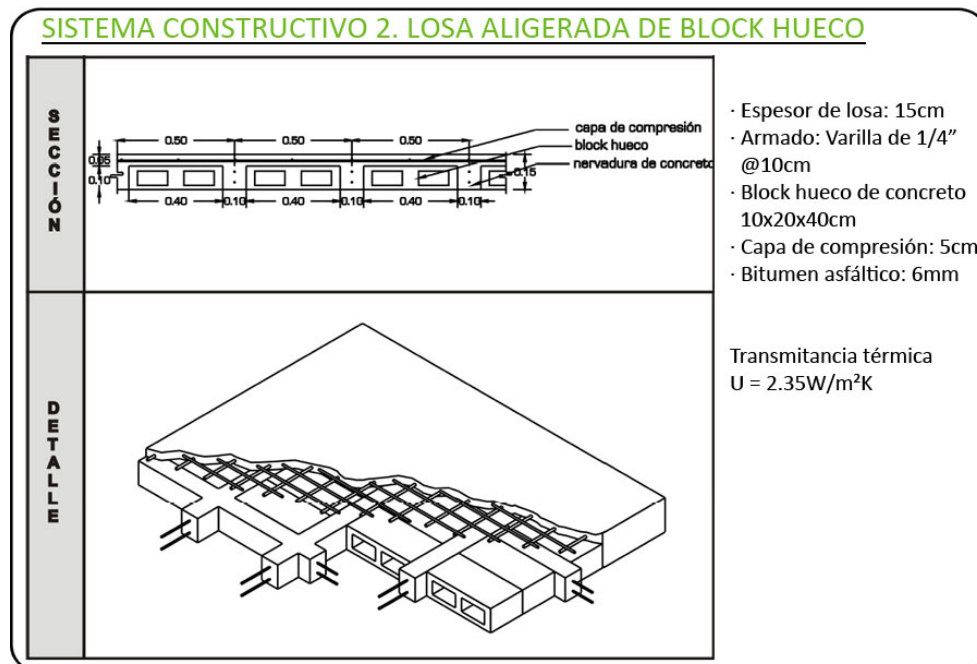 SISTEMA CONSTRUCTIVO 2. LOSA ALIGERADA DE BLOCK HUECO
SECCIÓN
0.50 0.50 0.50
capa de compresión
block hueco
nervadura de concreto
0.05
0.10
0.15
0.40 0.10 0.40 0.10 0.40 0.10
· Espesor de losa: 15cm
· Armado: Varilla de 1/4”
@10cm
· Block hueco de concreto
10x20x40cm
· Capa de compresión: 5cm
· Bitumen asfáltico: 6mm
Transmitancia térmica
U = 2.35W/m²K
DETALLE